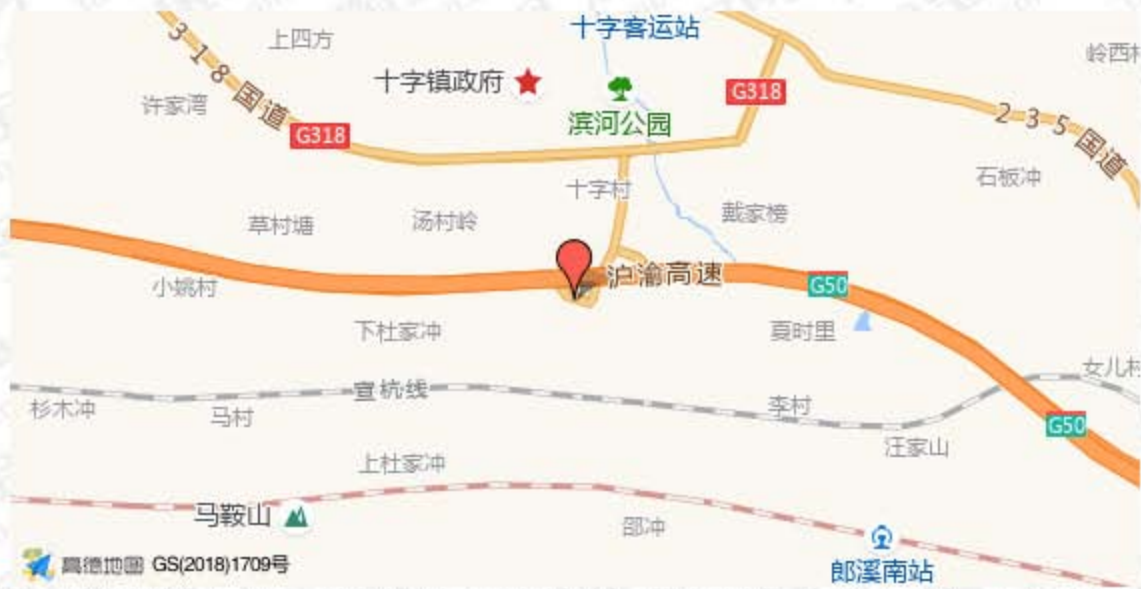 十字客运站
上四方
318国道
岭西村
十字镇政府
许家湾
G318
G318
滨河公园
235国道
十字村
石板冲
戴家榜
草村塘
汤村岭
沪渝高速
小姚村
G50
下杜家冲
夏时里
女儿村
宣杭线
杉木冲
马村
李村
G50
汪家山
上杜家冲
马鞍山
邵冲
高德地图 GS(2018)1709号
郎溪南站